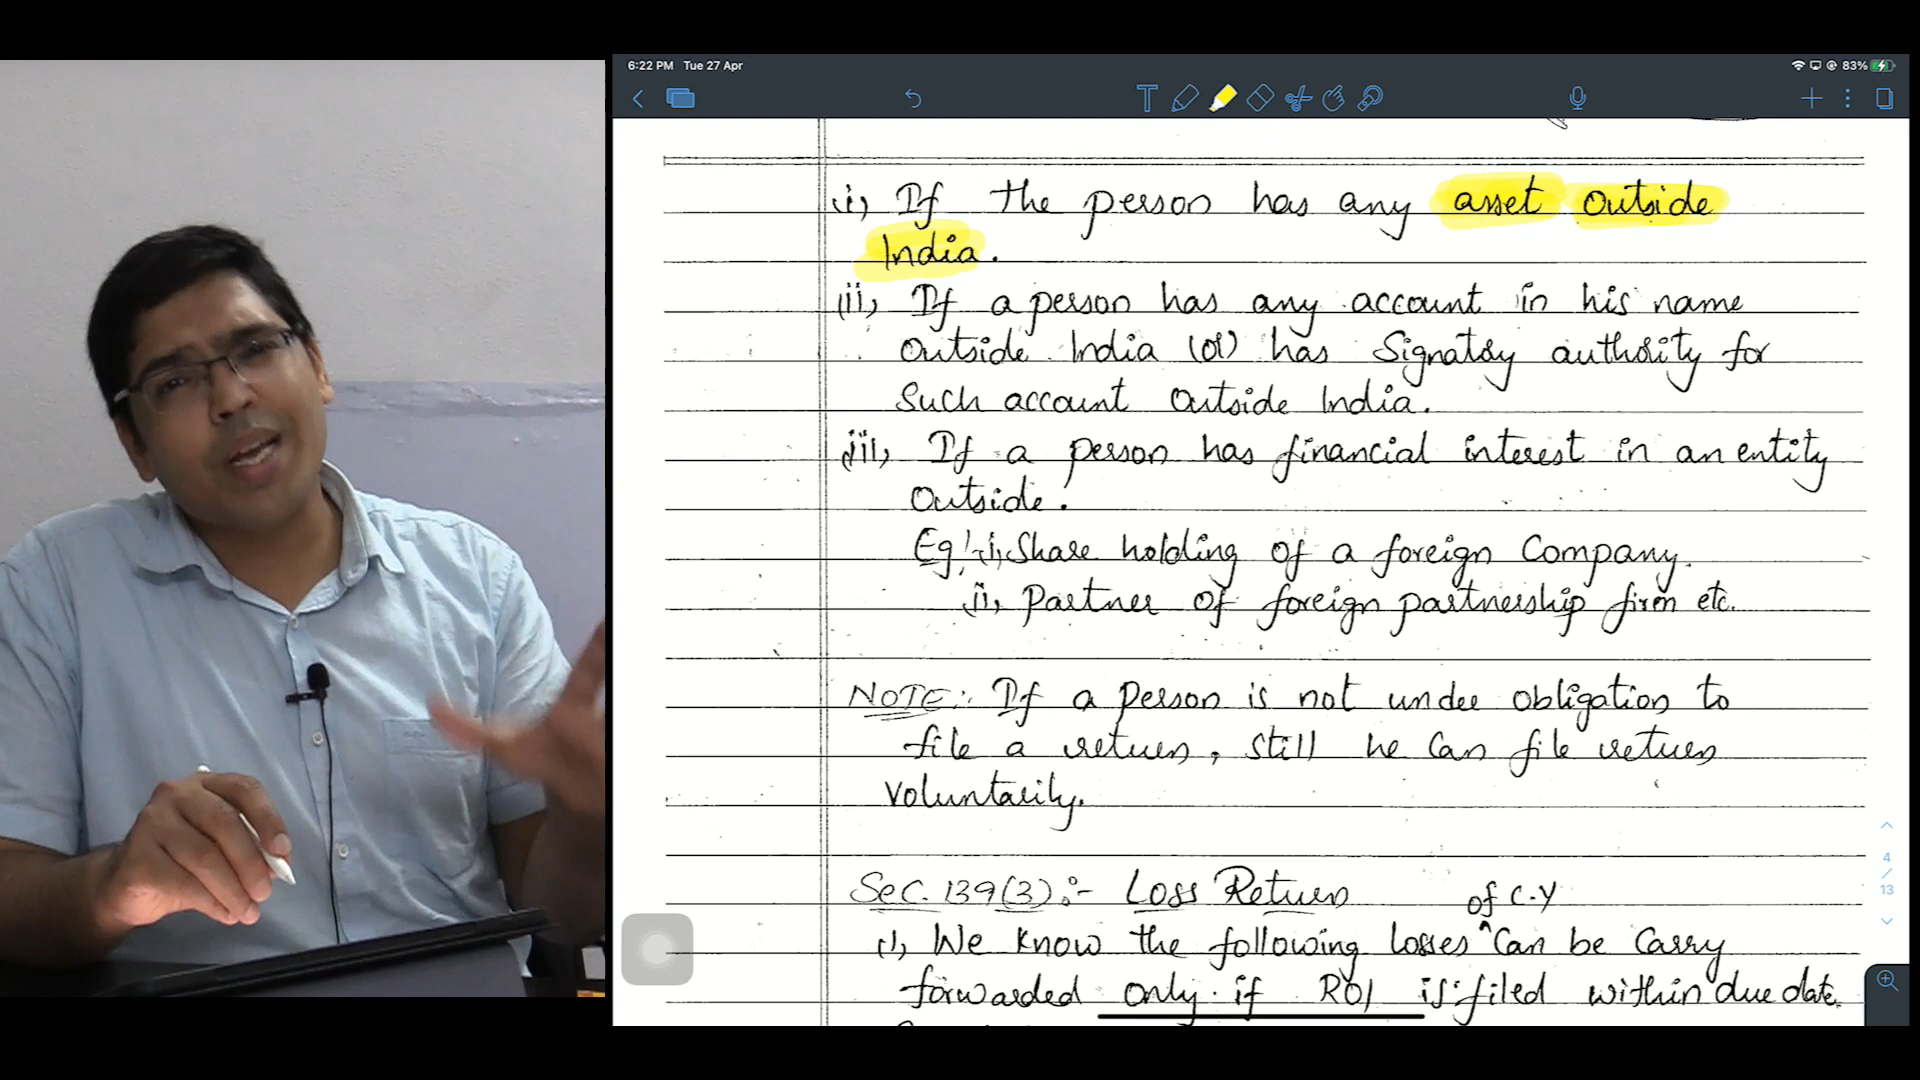 6:22 PM Tue 27 Apr
83%
(i) If the person has any asset outside
India.
(ii) If a person has any account in his name
outside India (or) has signatory authority for
such account outside India.
(iii) If a person has financial interest in an entity
outside.
Eg:- (i) Share holding of a foreign Company.
(ii) Partner of foreign partnership firm etc.
NOTE:- If a person is not under obligation to
file a return, still he can file return
voluntarily.
4
/
13
Sec. 139(3):- Loss Return
of C.Y
(1) We know the following losses ^ can be carry
forwarded only if ROI is filed within due date.